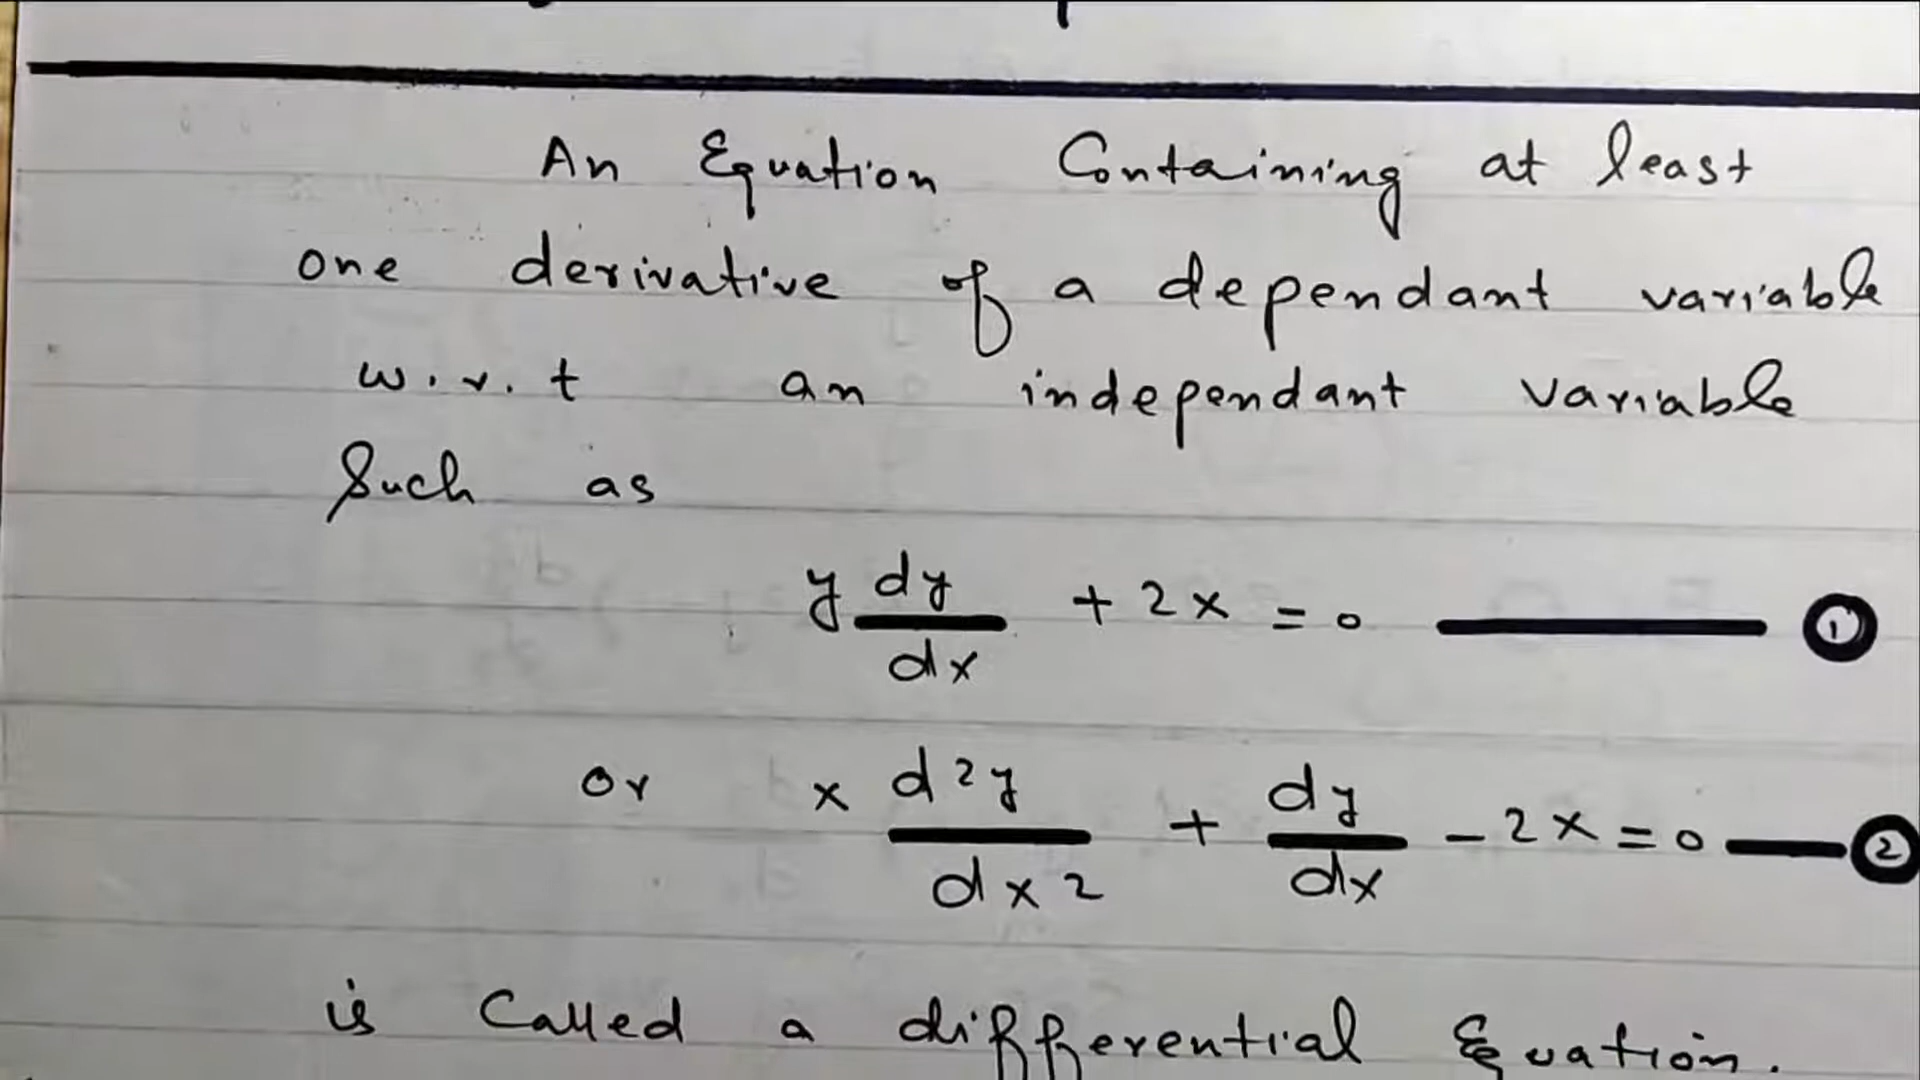 An Equation Containing at least
one derivative of a dependant variable
w.r.t an independant variable
Such as
y dy/dx + 2x = 0 ——— ①
or x d²y/dx² + dy/dx - 2x = 0 — ②
is Called a differential Equation.